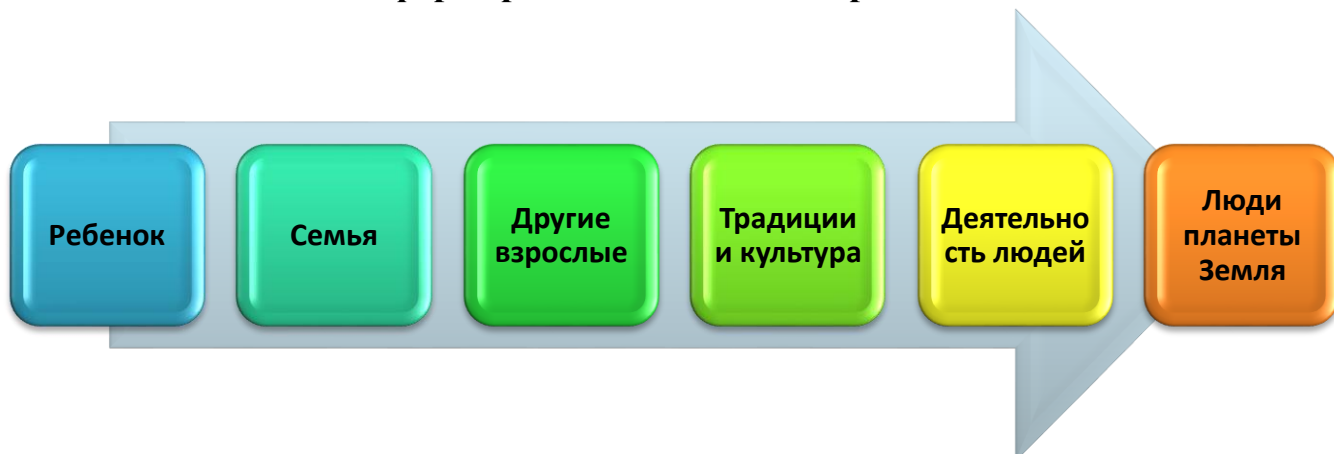 Ребенок
Семья
Другие
взрослые
Традиции
и культура
Деятельно
сть людей
Люди
планеты
Земля